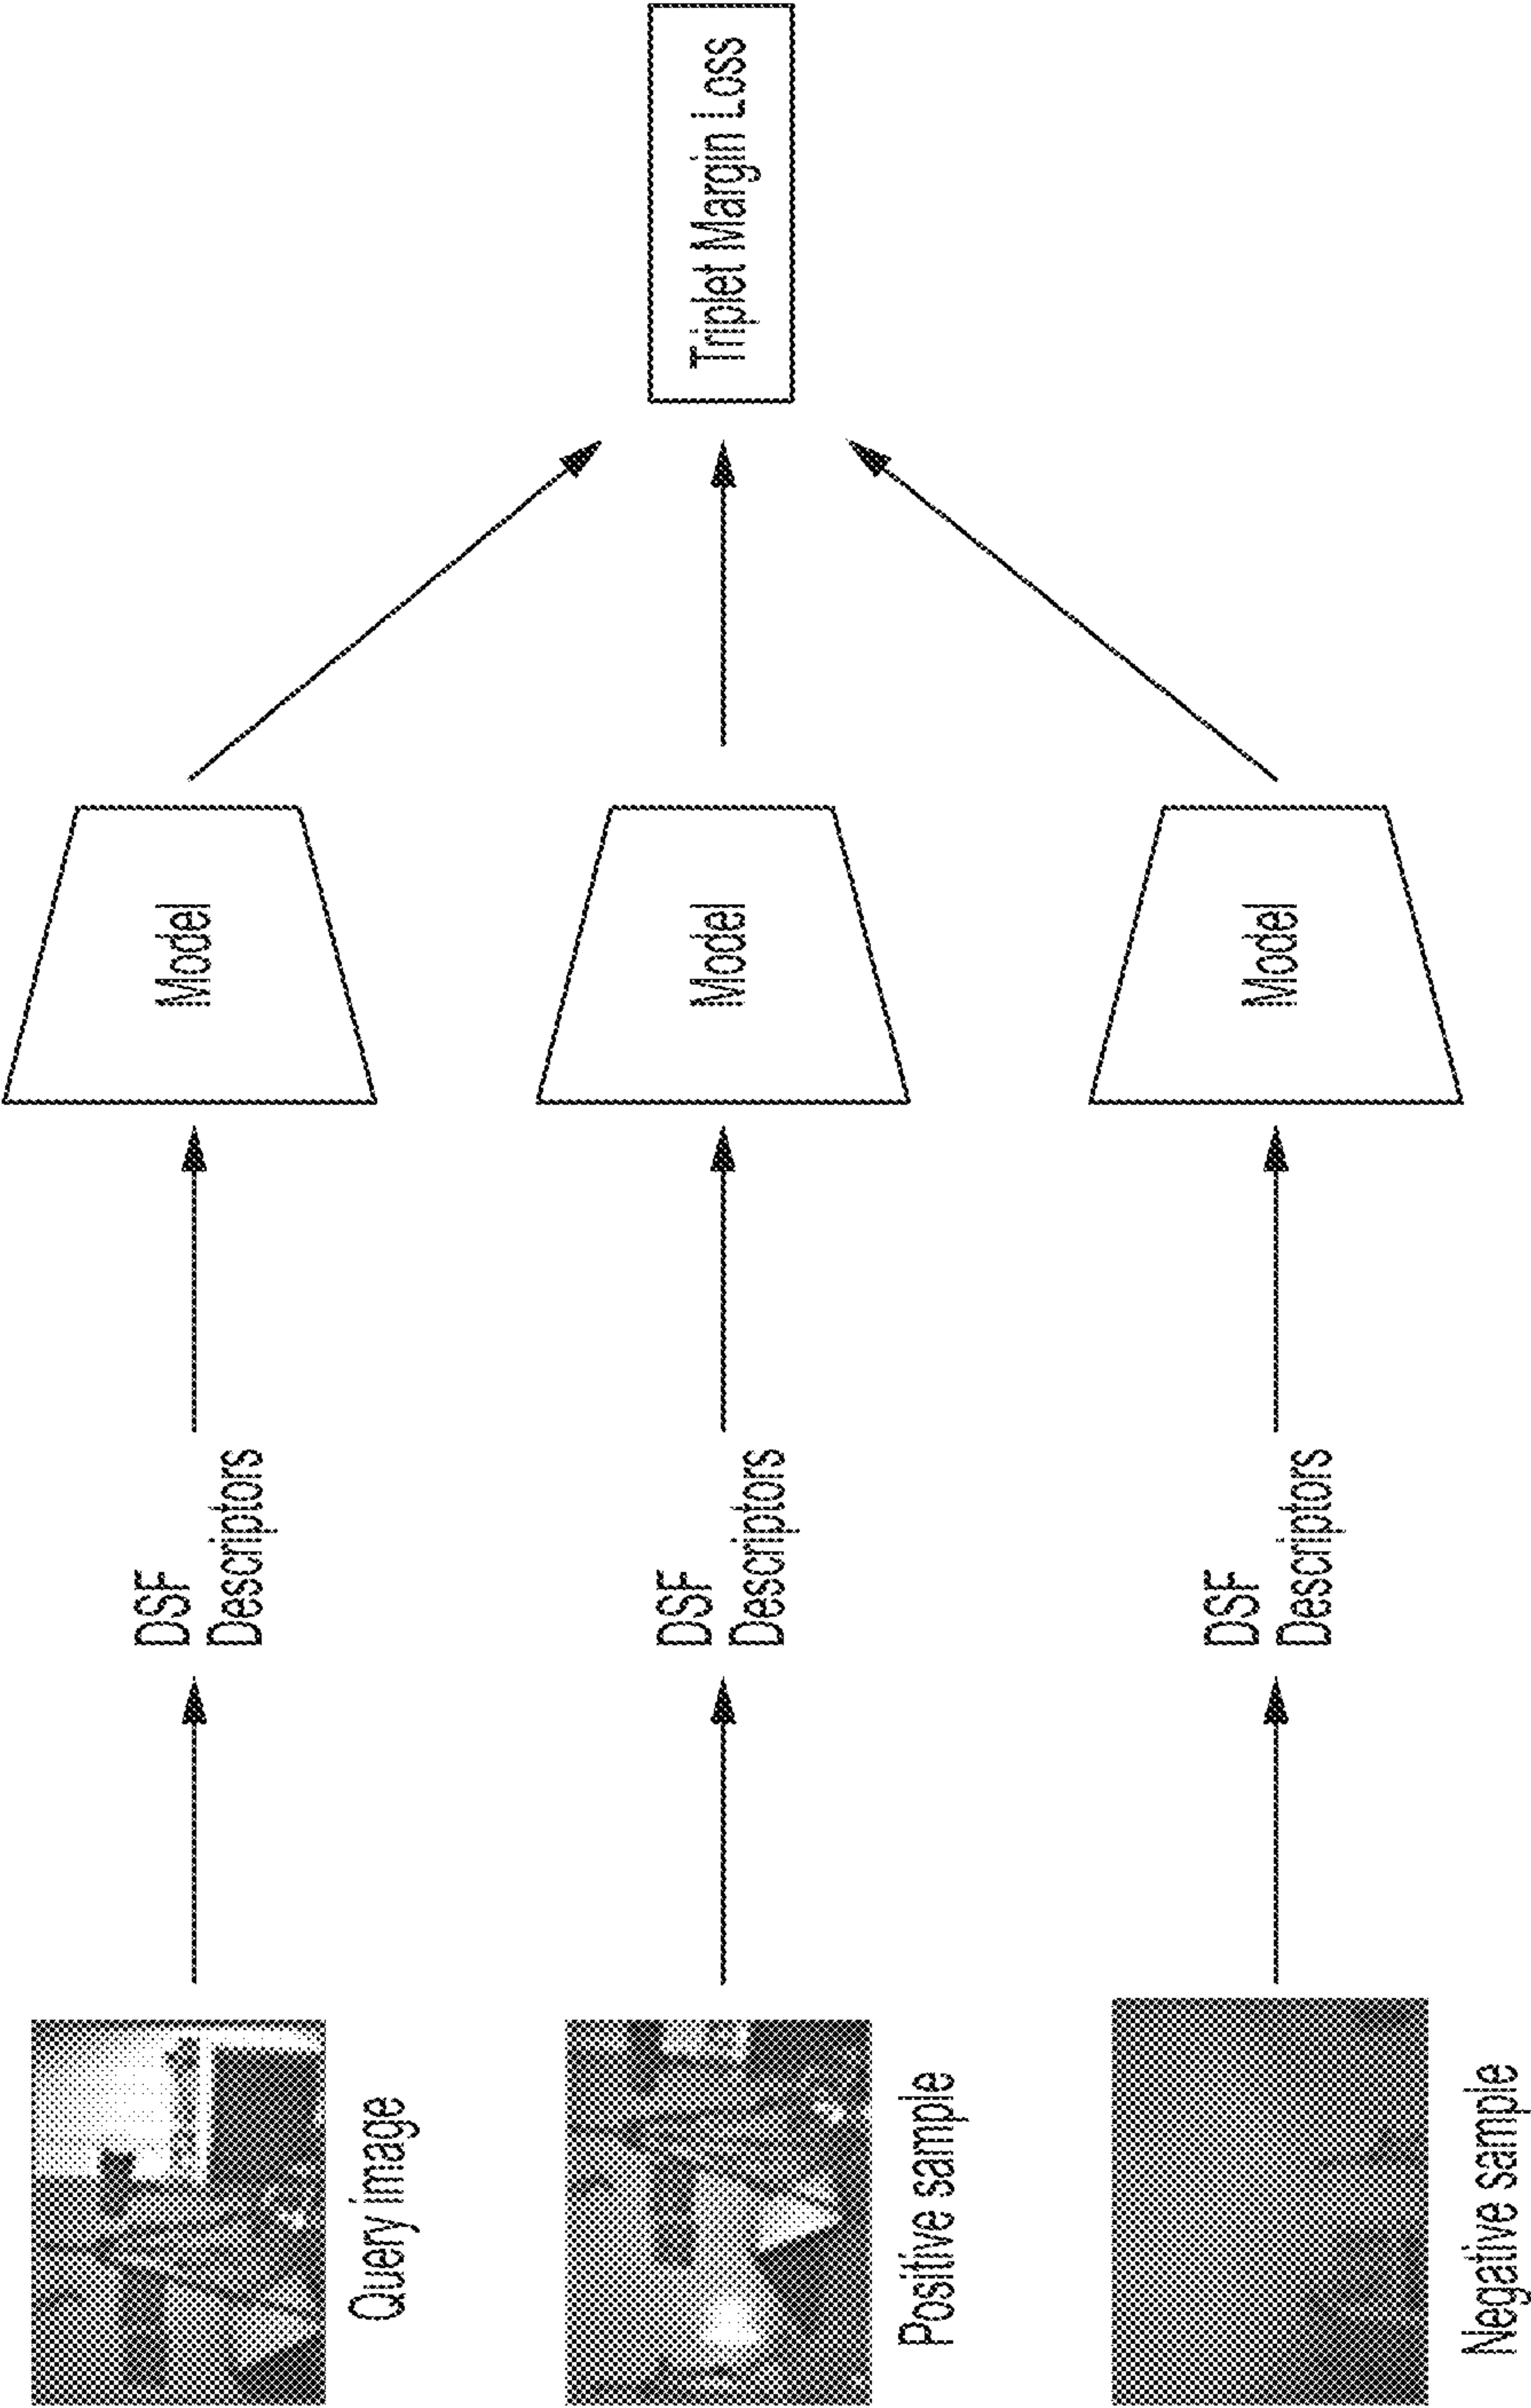 Query image
DSF
Descriptors
Model
Positive sample
DSF
Descriptors
Model
Triplet Margin Loss
Negative sample
DSF
Descriptors
Model